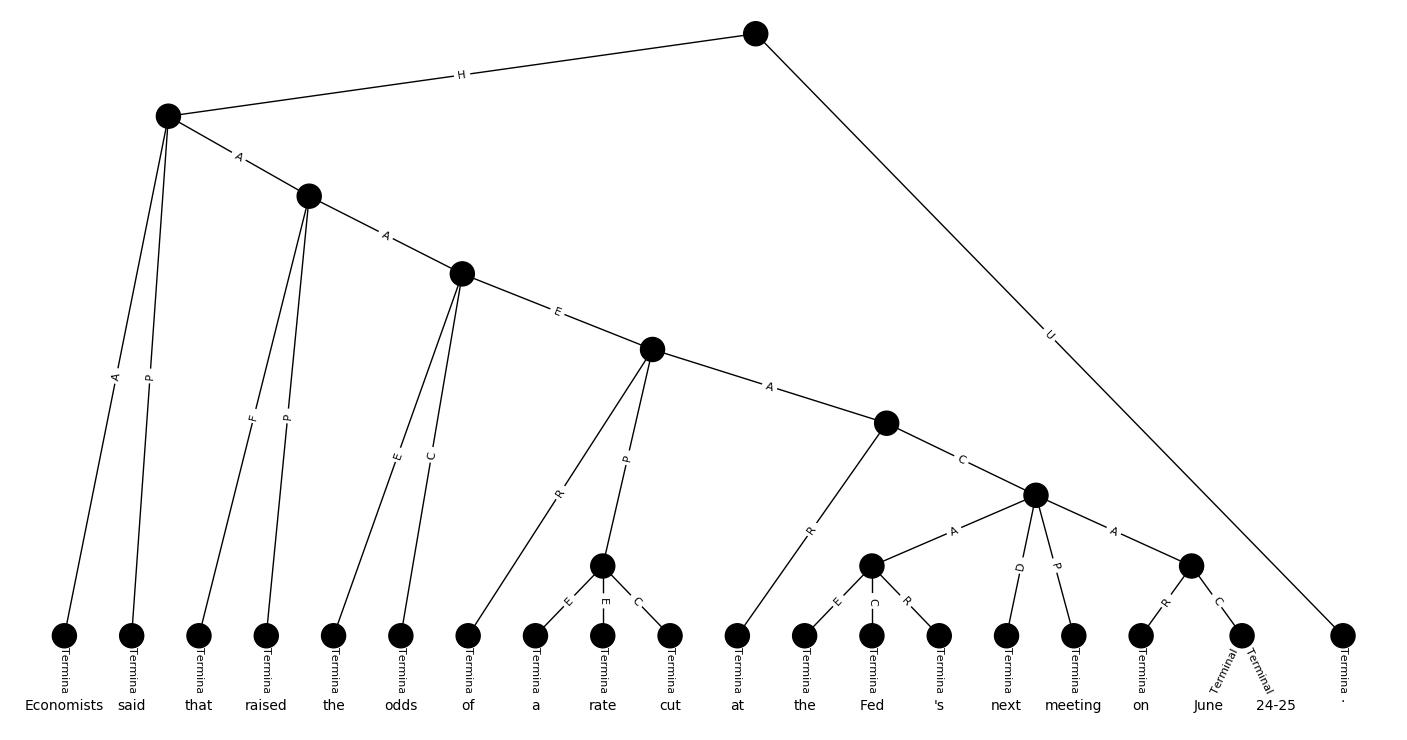 H
A
A
A P
E
U
F P
A
E C
P
C
R
R
A D P A
E E C
E C R
R C
Termina Termina Termina Termina Termina Termina Termina Termina Termina Termina Termina Termina Termina Termina Termina Termina Termina Terminal Terminal Termina
Economists said that raised the odds of a rate cut at the Fed 's next meeting on June 24-25 .